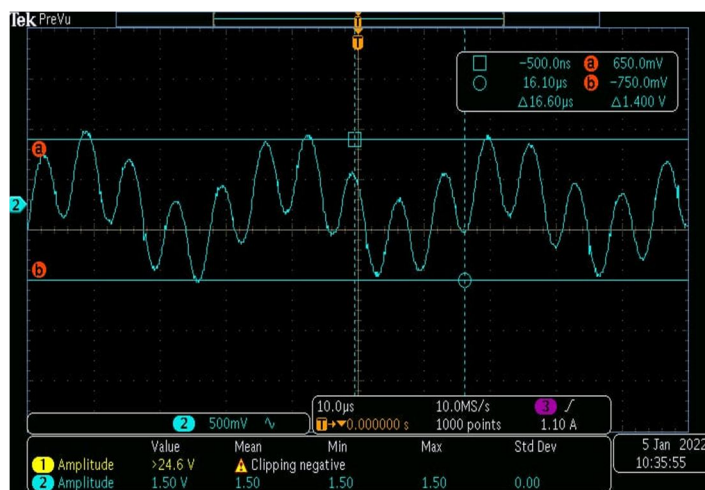 Tek PreVu
T
T
-500.0ns a 650.0mV
16.10µs b -750.0mV
Δ16.60µs Δ1.400 V
a
2
b
2 500mV
10.0µs 10.0MS/s 3
T→▼0.000000 s 1000 points 1.10 A
Value Mean Min Max Std Dev
1 Amplitude >24.6 V Clipping negative
2 Amplitude 1.50 V 1.50 1.50 1.50 0.00
5 Jan 2022
10:35:55